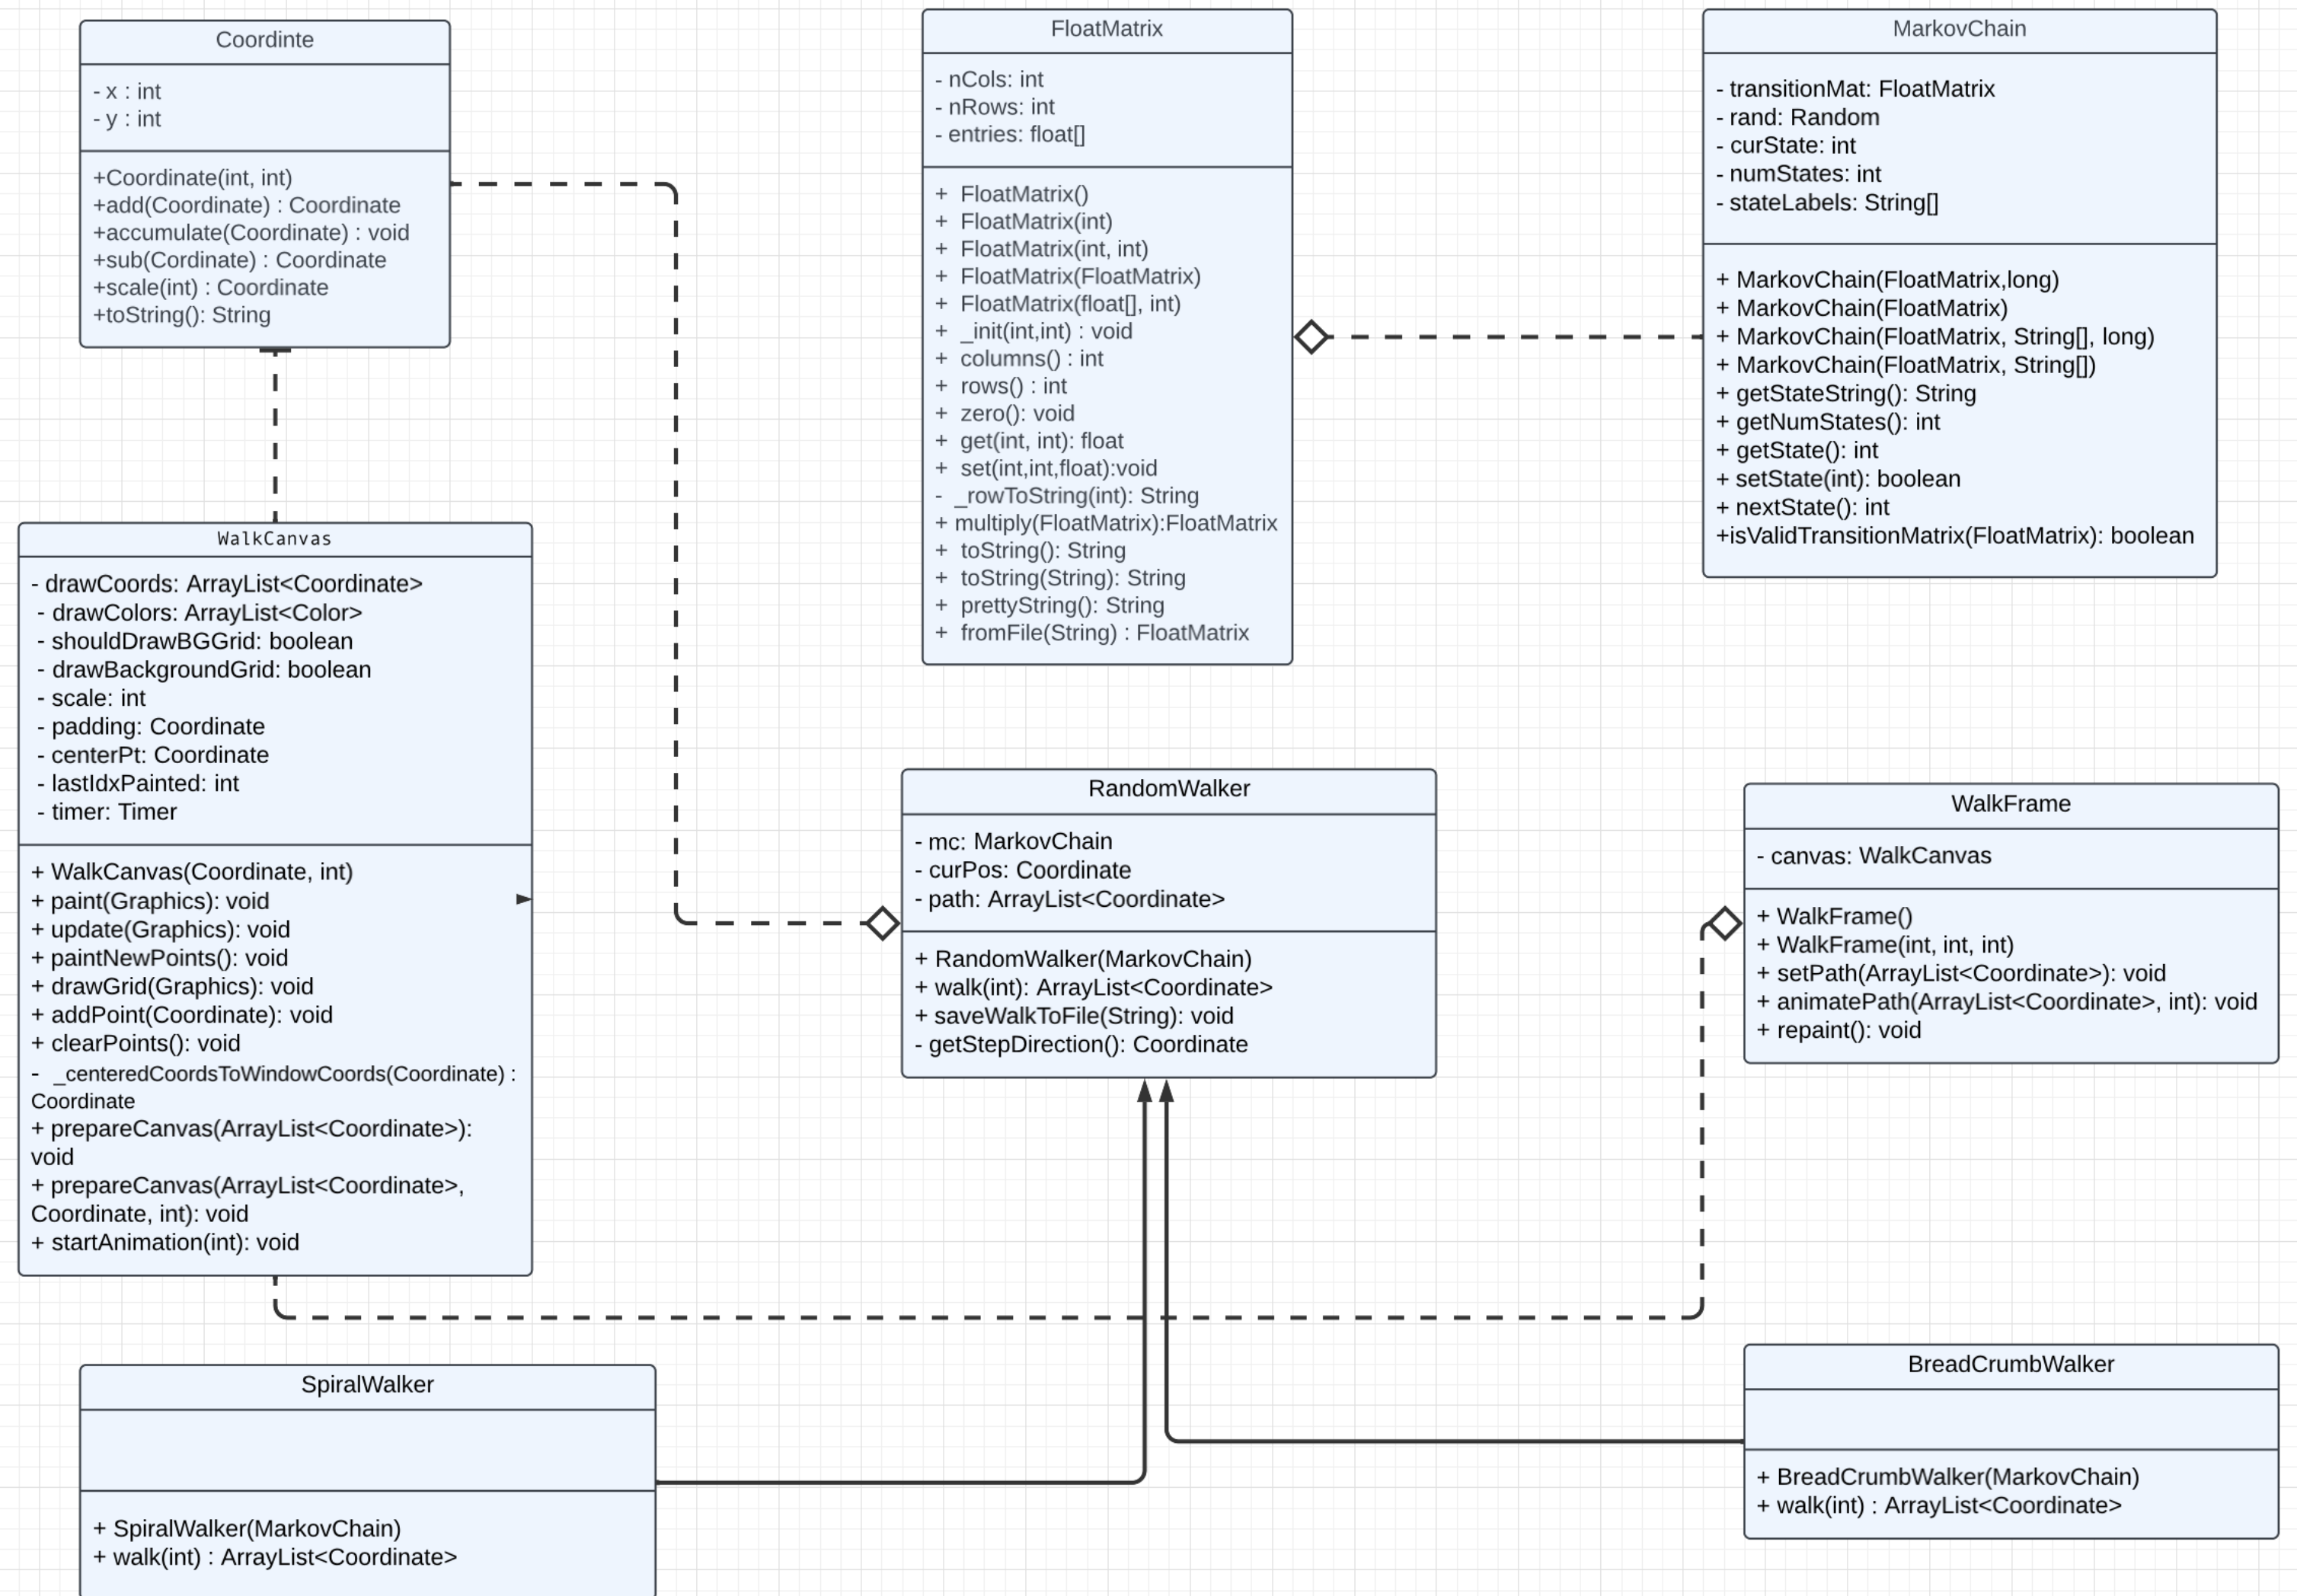 Coordinte
- x : int
- y : int
+Coordinate(int, int)
+add(Coordinate) : Coordinate
+accumulate(Coordinate) : void
+sub(Cordinate) : Coordinate
+scale(int) : Coordinate
+toString(): String
FloatMatrix
- nCols: int
- nRows: int
- entries: float[]
+ FloatMatrix()
+ FloatMatrix(int)
+ FloatMatrix(int, int)
+ FloatMatrix(FloatMatrix)
+ FloatMatrix(float[], int)
+ _init(int,int) : void
+ columns() : int
+ rows() : int
+ zero(): void
+ get(int, int): float
+ set(int,int,float):void
- _rowToString(int): String
+ multiply(FloatMatrix):FloatMatrix
+ toString(): String
+ toString(String): String
+ prettyString(): String
+ fromFile(String) : FloatMatrix
MarkovChain
- transitionMat: FloatMatrix
- rand: Random
- curState: int
- numStates: int
- stateLabels: String[]
+ MarkovChain(FloatMatrix,long)
+ MarkovChain(FloatMatrix)
+ MarkovChain(FloatMatrix, String[], long)
+ MarkovChain(FloatMatrix, String[])
+ getStateString(): String
+ getNumStates(): int
+ getState(): int
+ setState(int): boolean
+ nextState(): int
+isValidTransitionMatrix(FloatMatrix): boolean
WalkCanvas
- drawCoords: ArrayList<Coordinate>
- drawColors: ArrayList<Color>
- shouldDrawBGGrid: boolean
- drawBackgroundGrid: boolean
- scale: int
- padding: Coordinate
- centerPt: Coordinate
- lastIdxPainted: int
- timer: Timer
+ WalkCanvas(Coordinate, int)
+ paint(Graphics): void
+ update(Graphics): void
+ paintNewPoints(): void
+ drawGrid(Graphics): void
+ addPoint(Coordinate): void
+ clearPoints(): void
- _centeredCoordsToWindowCoords(Coordinate) :
Coordinate
+ prepareCanvas(ArrayList<Coordinate>):
void
+ prepareCanvas(ArrayList<Coordinate>,
Coordinate, int): void
+ startAnimation(int): void
RandomWalker
- mc: MarkovChain
- curPos: Coordinate
- path: ArrayList<Coordinate>
+ RandomWalker(MarkovChain)
+ walk(int): ArrayList<Coordinate>
+ saveWalkToFile(String): void
- getStepDirection(): Coordinate
WalkFrame
- canvas: WalkCanvas
+ WalkFrame()
+ WalkFrame(int, int, int)
+ setPath(ArrayList<Coordinate>): void
+ animatePath(ArrayList<Coordinate>, int): void
+ repaint(): void
SpiralWalker
+ SpiralWalker(MarkovChain)
+ walk(int) : ArrayList<Coordinate>
BreadCrumbWalker
+ BreadCrumbWalker(MarkovChain)
+ walk(int) : ArrayList<Coordinate>